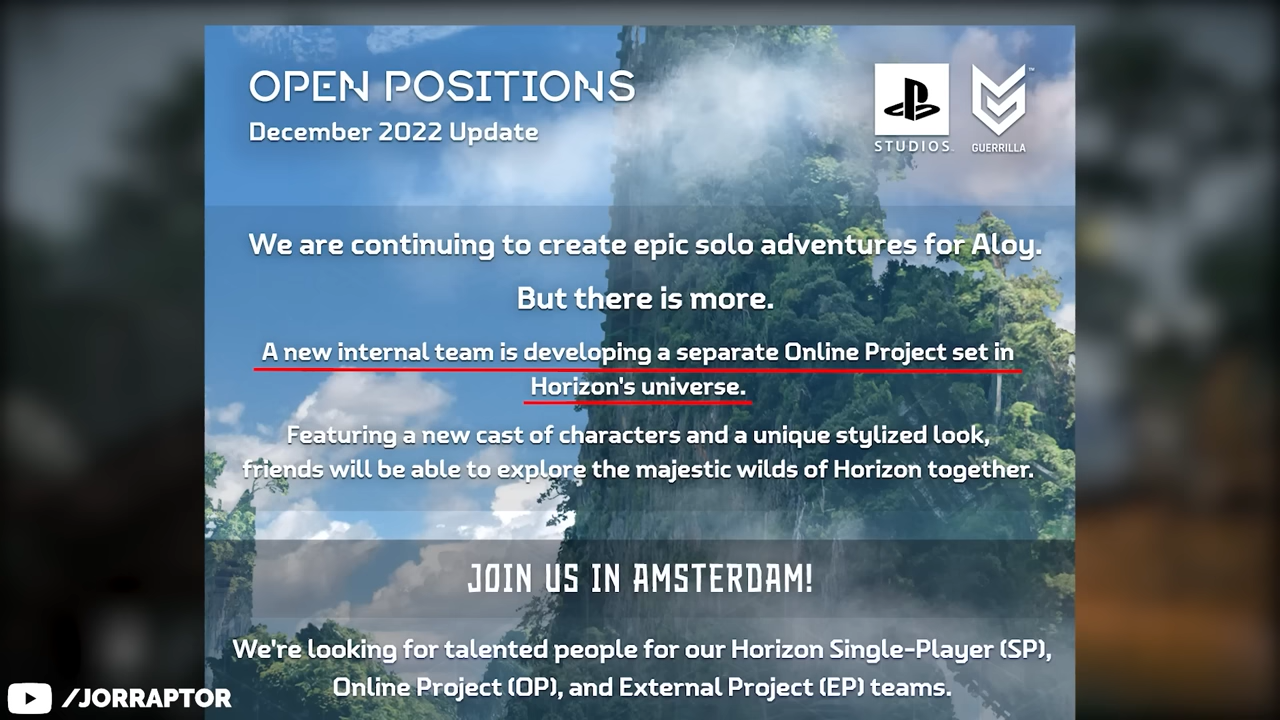 OPEN POSITIONS
December 2022 Update
STUDIOS
GUERRILLA
We are continuing to create epic solo adventures for Aloy.
But there is more.
A new internal team is developing a separate Online Project set in
Horizon's universe.
Featuring a new cast of characters and a unique stylized look,
friends will be able to explore the majestic wilds of Horizon together.
JOIN US IN AMSTERDAM!
We're looking for talented people for our Horizon Single-Player (SP),
Online Project (OP), and External Project (EP) teams.
/JORRAPTOR